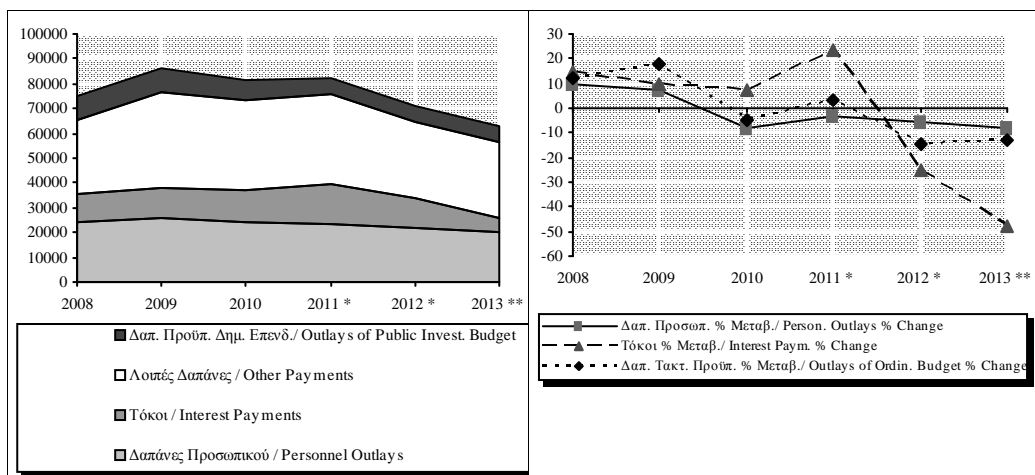 100000
90000
80000
70000
60000
50000
40000
30000
20000
10000
0
2008 2009 2010 2011 * 2012 * 2013 **
Δαπ. Προϋπ. Δημ. Επενδ./ Outlays of Public Invest. Budget
Λοιπές Δαπάνες / Other Payments
Τόκοι / Interest Payments
Δαπάνες Προσωπικού / Personnel Outlays
30
20
10
0
-10
-20
-30
-40
-50
-60
2008 2009 2010 2011 * 2012 * 2013 **
Δαπ. Προσωπ. % Μεταβ./ Person. Outlays % Change
Τόκοι % Μεταβ./ Interest Paym. % Change
Δαπ. Τακτ. Προϋπ. % Μεταβ./ Outlays of Ordin. Budget % Change